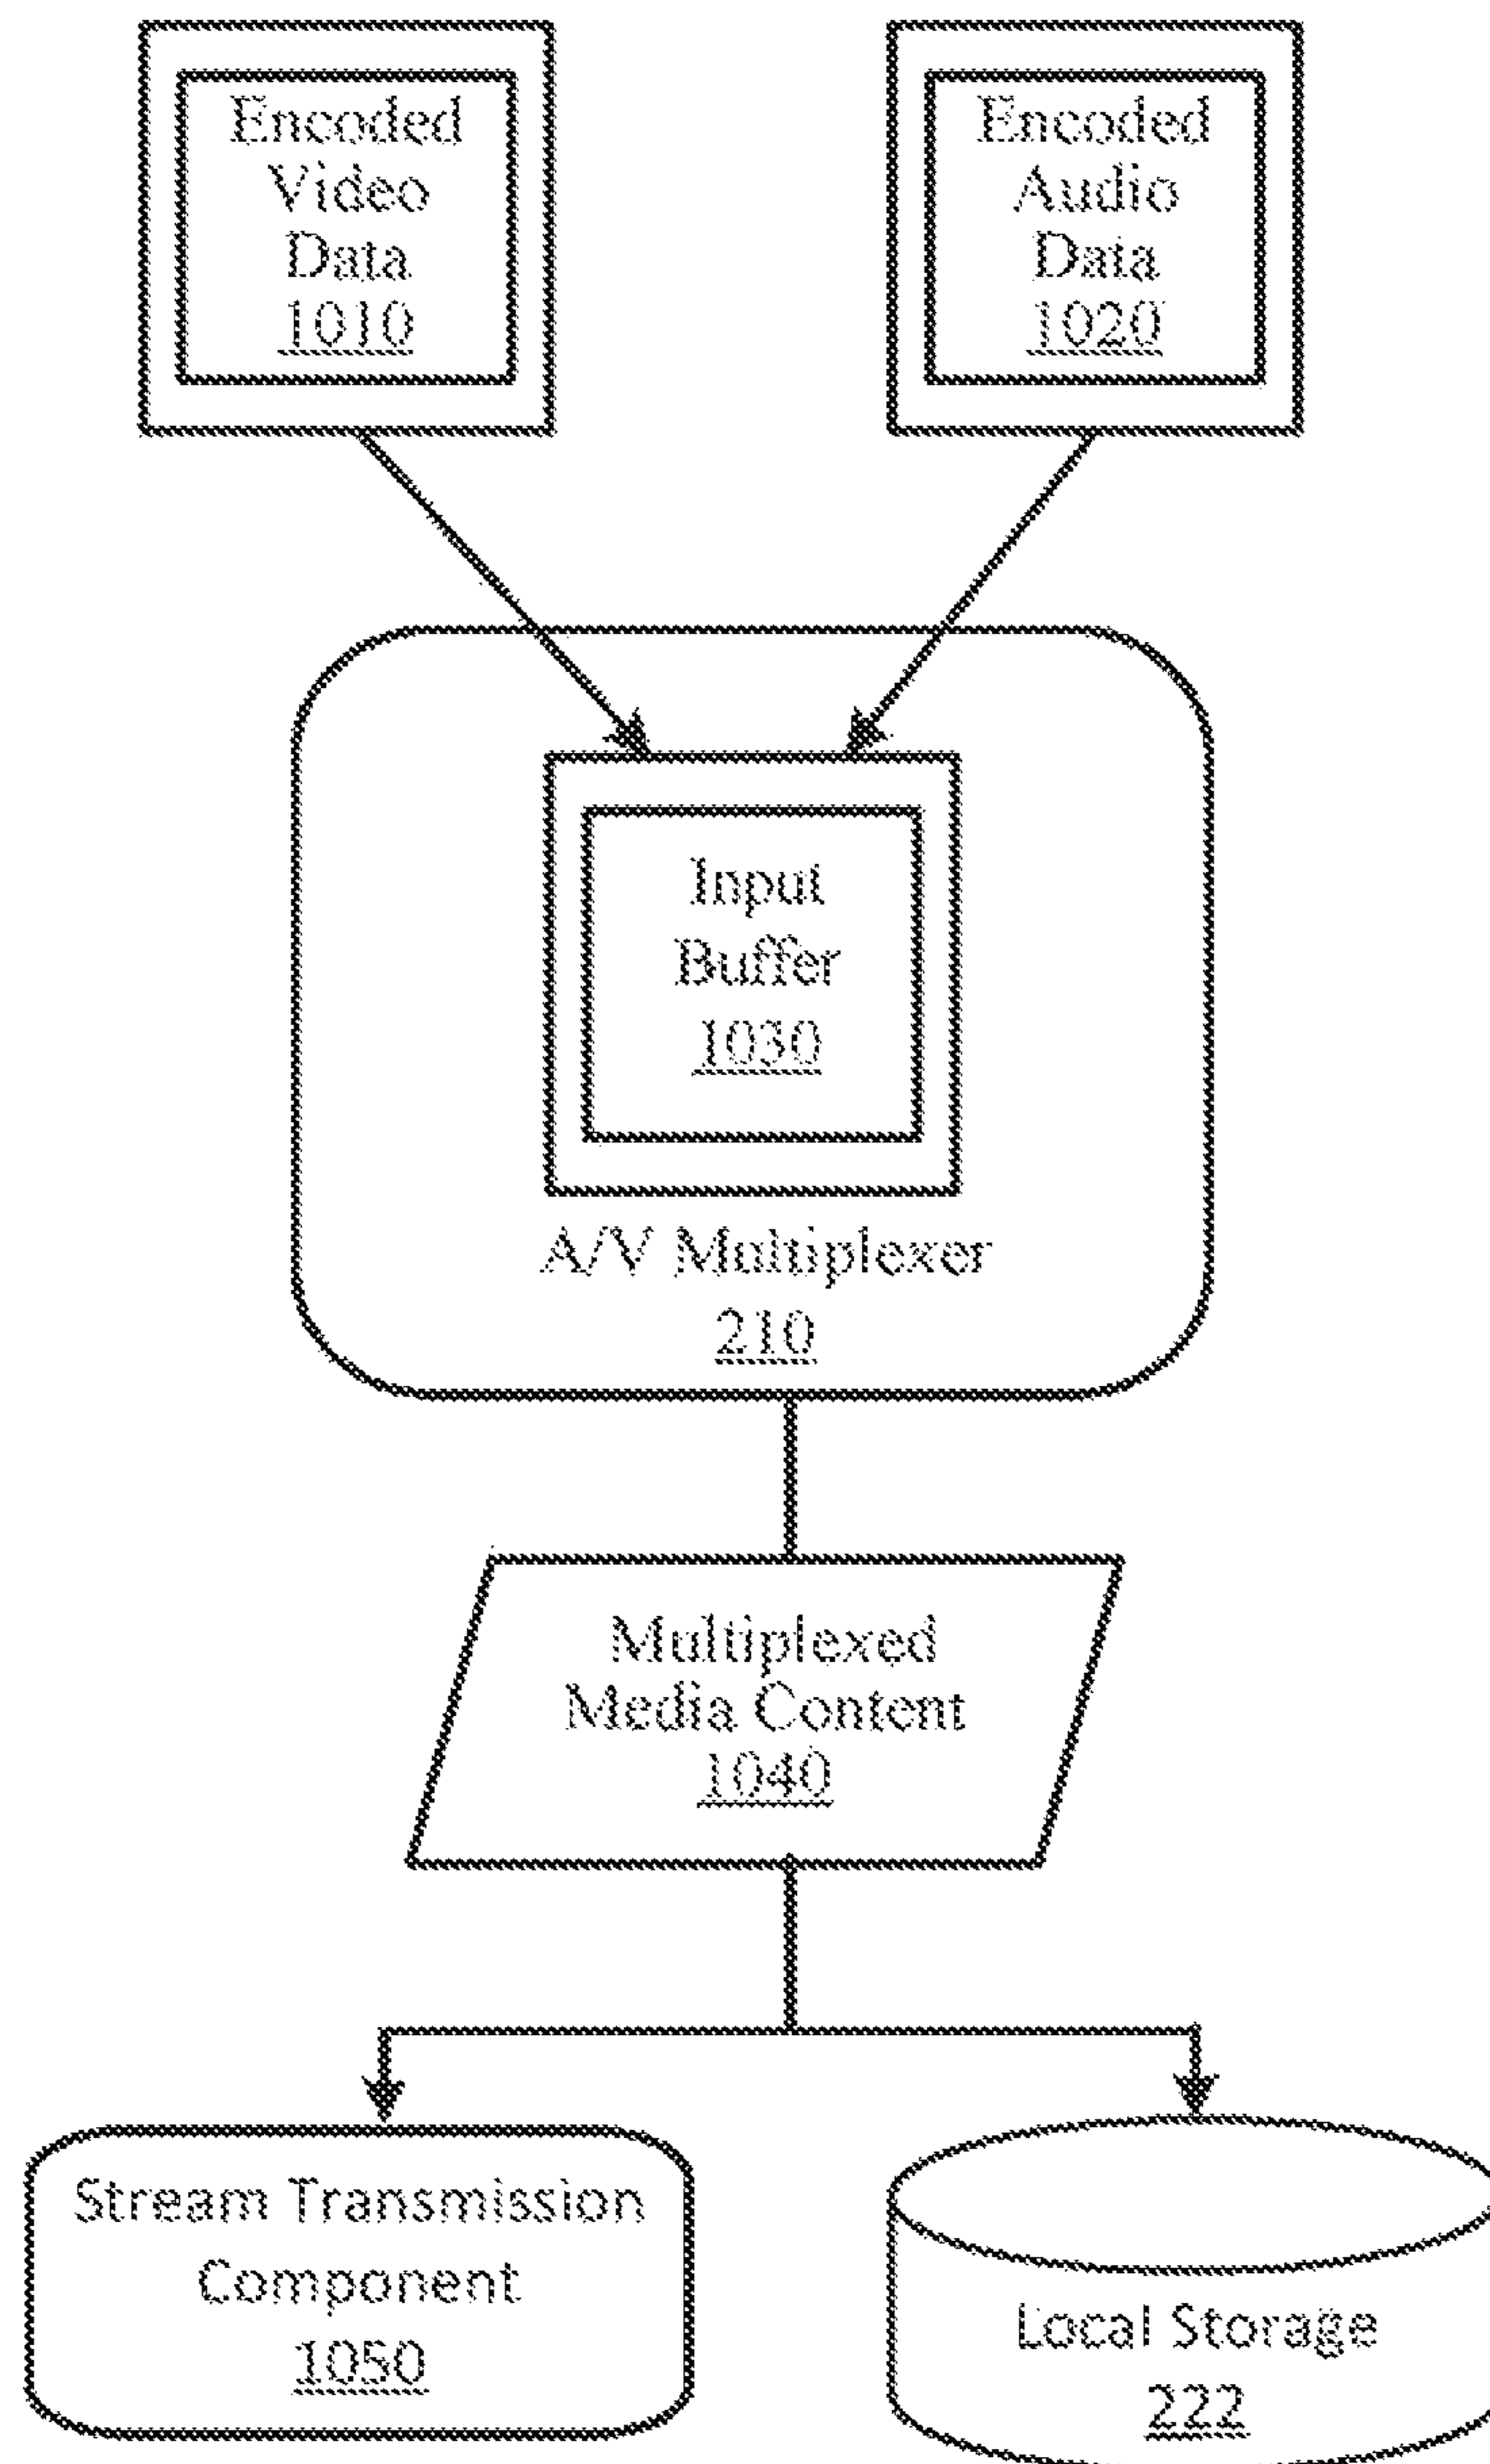 Encoded
Video
Data
1010
Encoded
Audio
Data
1020
Input
Buffer
1030
A/V Multiplexer
210
Multiplexed
Media Content
1040
Stream Transmission
Component
1050
Local Storage
222